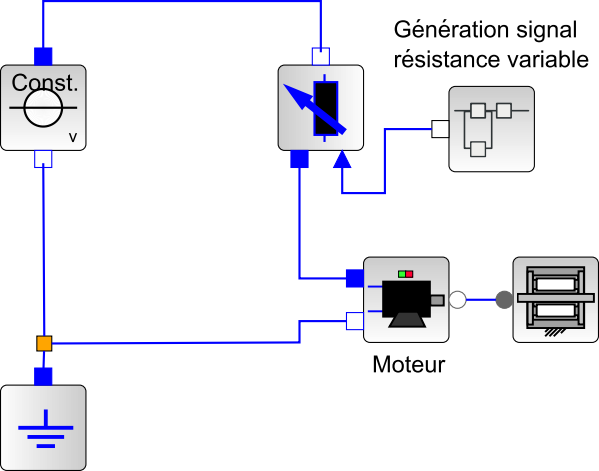 Génération signal
résistance variable
Const.
v
Moteur